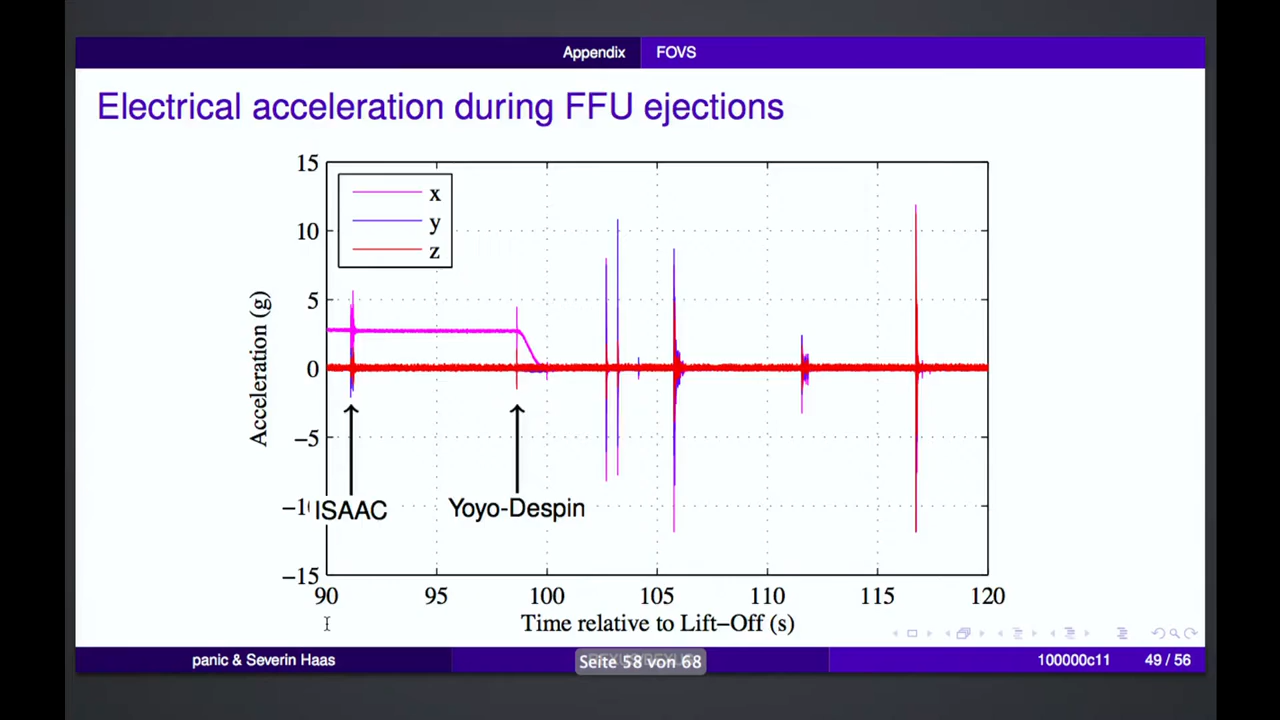 Appendix FOVS
Electrical acceleration during FFU ejections
15
10
5
0
−5
−15
x
y
z
Acceleration (g)
ISAAC
Yoyo-Despin
90 95 100 105 110 115 120
Time relative to Lift−Off (s)
panic & Severin Haas
Seite 58 von 68
100000c11 49 / 56